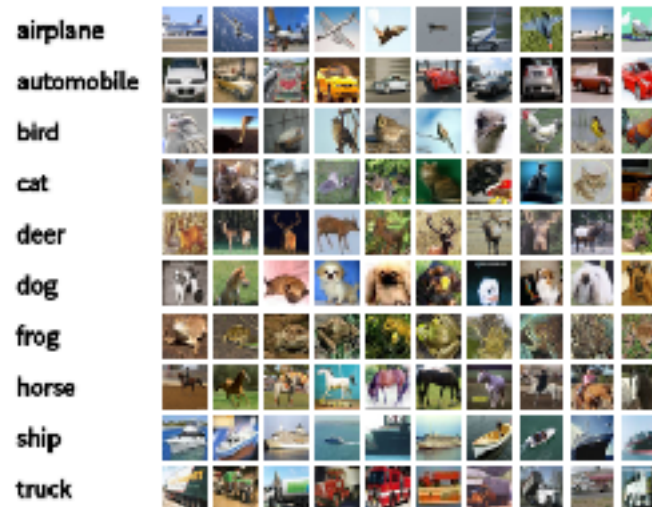 airplane
automobile
bird
cat
deer
dog
frog
horse
ship
truck